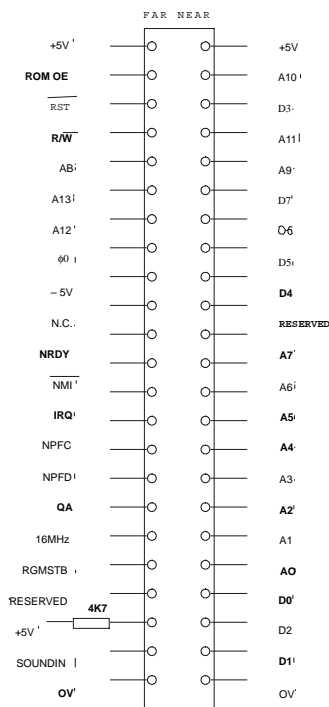 FAR NEAR
+5V +5V
ROM OE A10
RST D3
R/W A11
AB A9
A13 D7
A12 D6
ϕ0 D5
– 5V D4
N.C. RESERVED
NRDY A7
NMI A6
IRQ A5
NPFC A4
NPFD A3
QA A2
16MHz A1
RGMSTB AO
RESERVED D0
4K7
+5V D2
SOUNDIN D1
OV OV